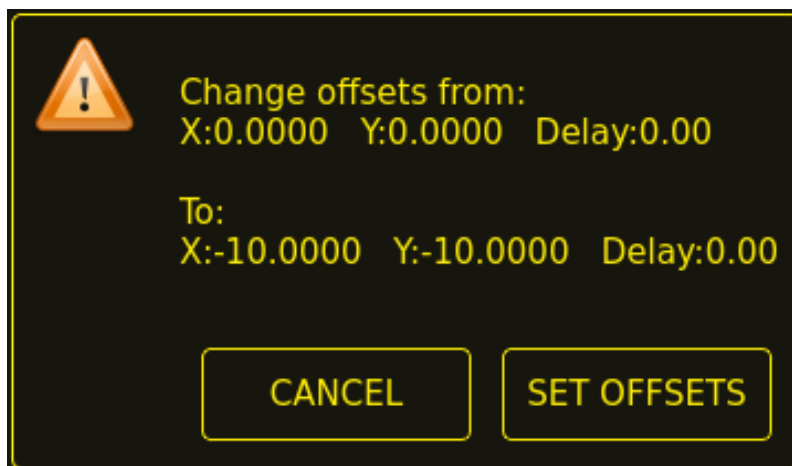 Change offsets from:
X:0.0000 Y:0.0000 Delay:0.00
To:
X:-10.0000 Y:-10.0000 Delay:0.00
CANCEL
SET OFFSETS